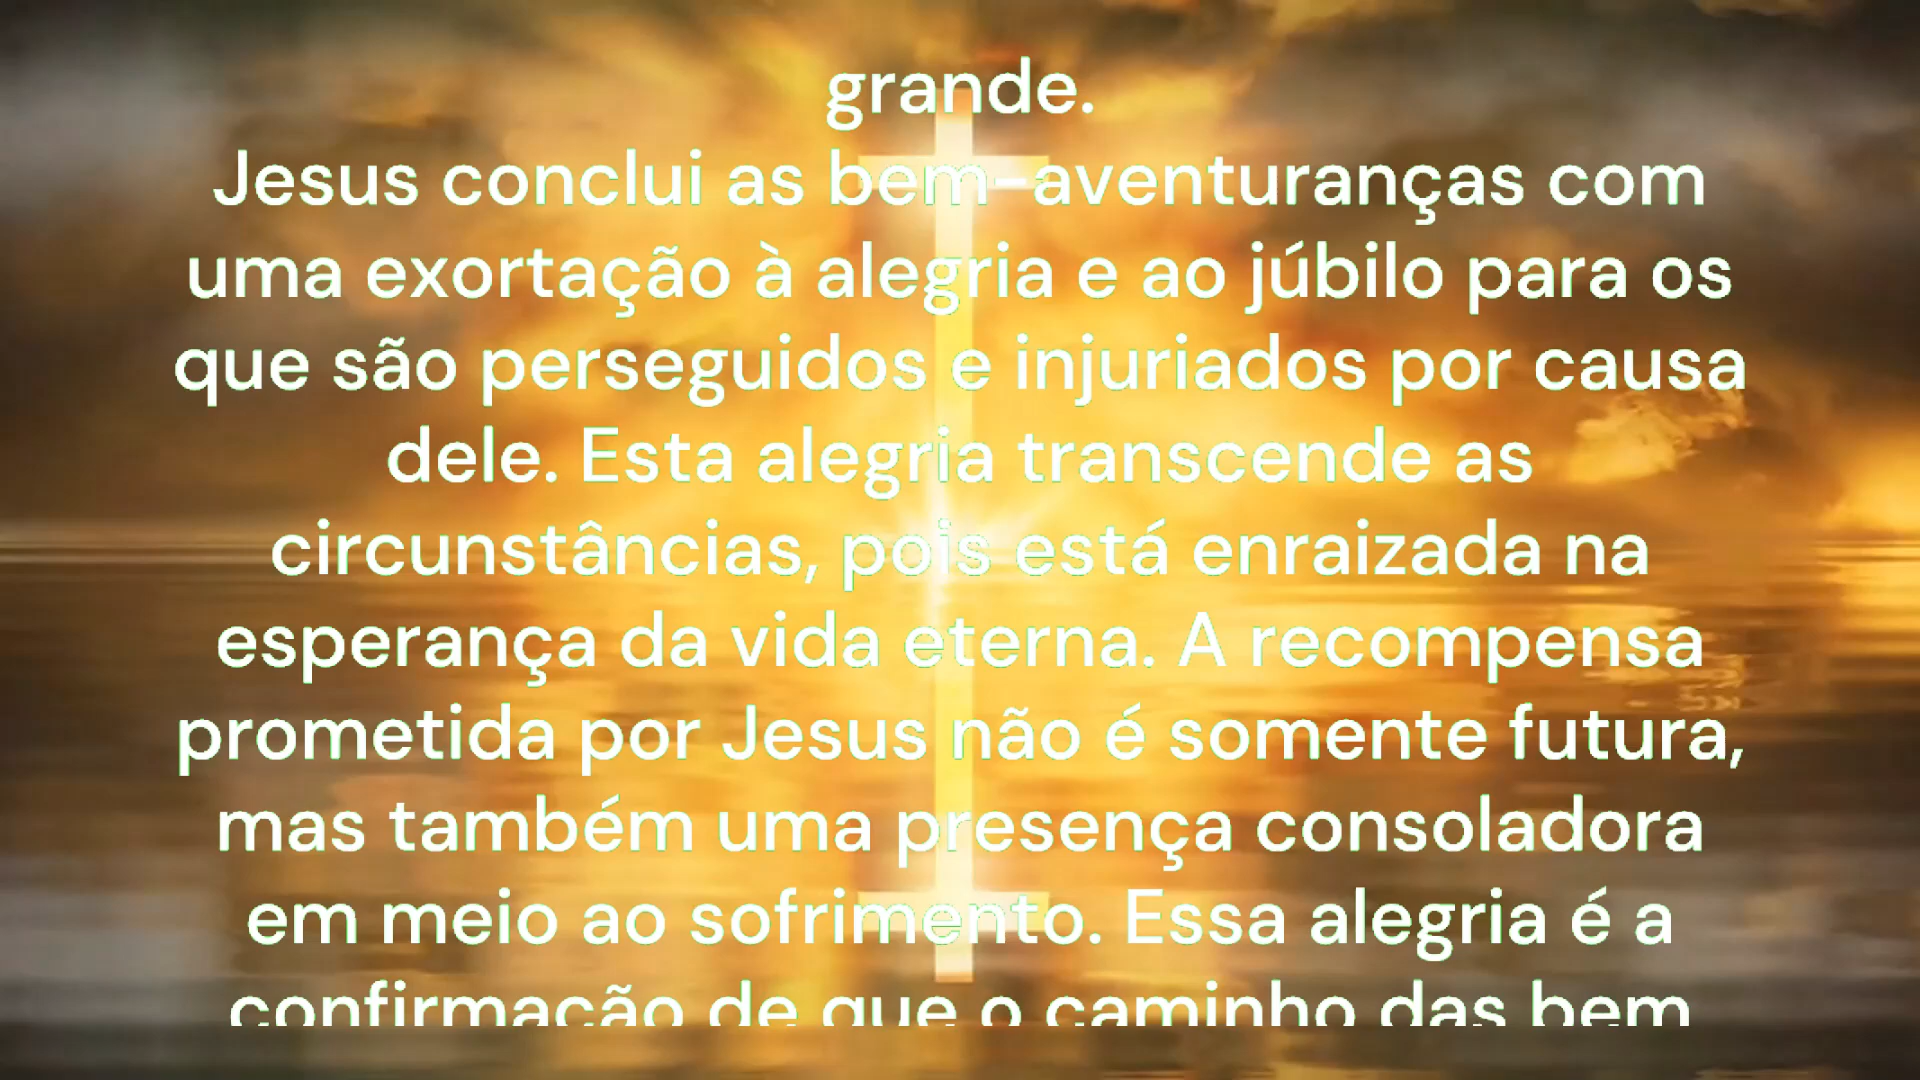 grande.
Jesus conclui as bem-aventuranças com
uma exortação à alegria e ao júbilo para os
que são perseguidos e injuriados por causa
dele. Esta alegria transcende as
circunstâncias, pois está enraizada na
esperança da vida eterna. A recompensa
prometida por Jesus não é somente futura,
mas também uma presença consoladora
em meio ao sofrimento. Essa alegria é a
confirmação de que o caminho das bem